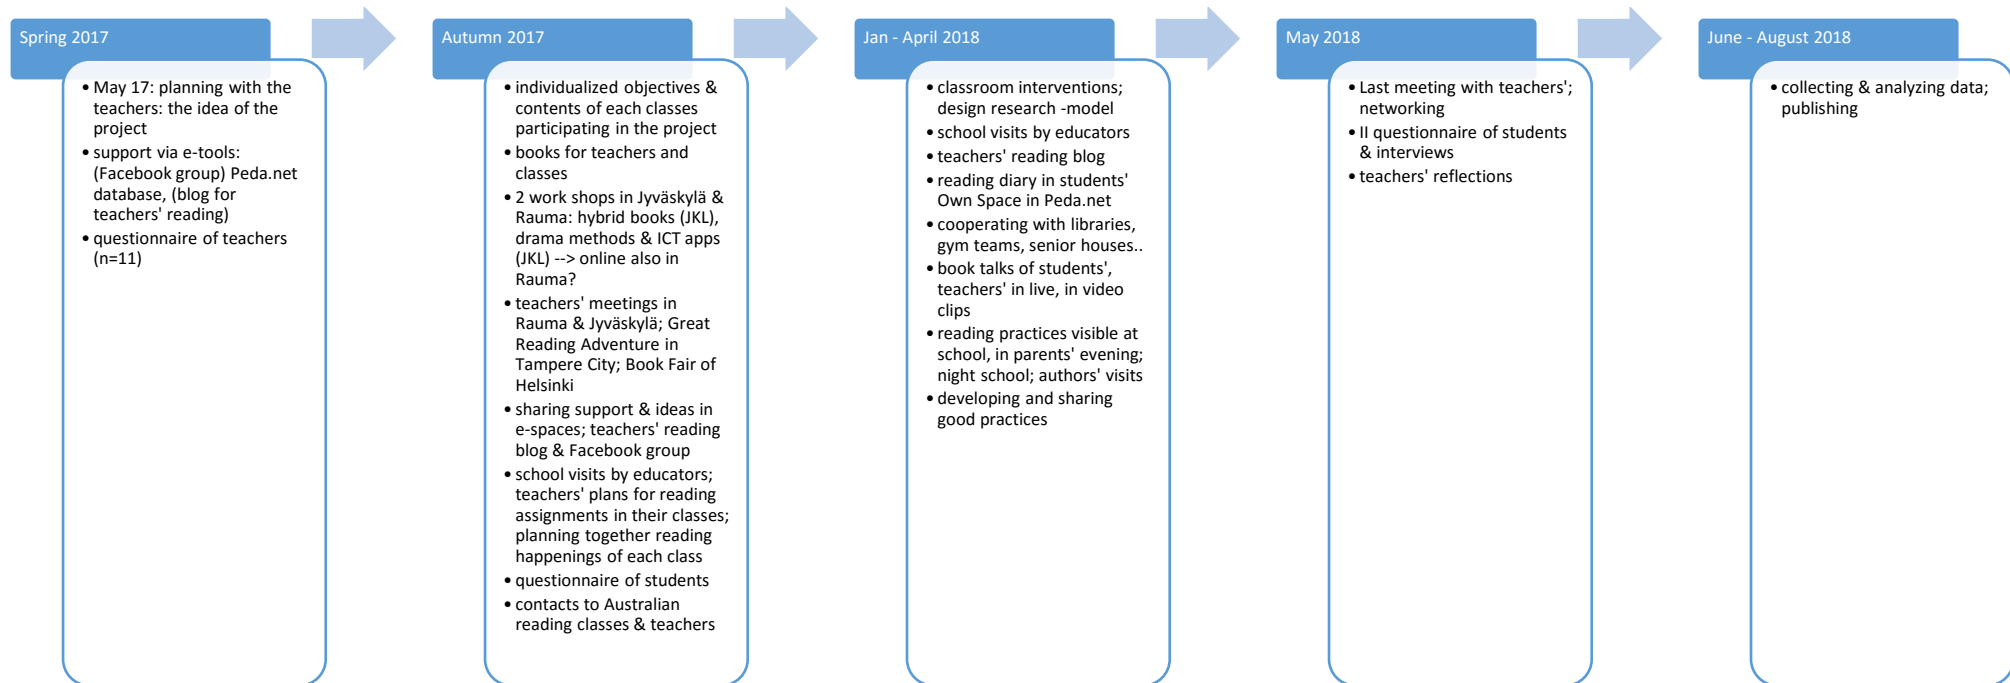 Spring 2017
• May 17: planning with the
teachers: the idea of the
project
• support via e-tools:
(Facebook group) Peda.net
database, (blog for
teachers' reading)
• questionnaire of teachers
(n=11)
Autumn 2017
• individualized objectives &
contents of each classes
participating in the project
• books for teachers and
classes
• 2 work shops in Jyväskylä &
Rauma: hybrid books (JKL),
drama methods & ICT apps
(JKL) --> online also in
Rauma?
• teachers' meetings in
Rauma & Jyväskylä; Great
Reading Adventure in
Tampere City; Book Fair of
Helsinki
• sharing support & ideas in
e-spaces; teachers' reading
blog & Facebook group
• school visits by educators;
teachers' plans for reading
assignments in their classes;
planning together reading
happenings of each class
• questionnaire of students
• contacts to Australian
reading classes & teachers
Jan - April 2018
• classroom interventions;
design research -model
• school visits by educators
• teachers' reading blog
• reading diary in students'
Own Space in Peda.net
• cooperating with libraries,
gym teams, senior houses..
• book talks of students',
teachers' in live, in video
clips
• reading practices visible at
school, in parents' evening;
night school; authors' visits
• developing and sharing
good practices
May 2018
• Last meeting with teachers';
networking
• II questionnaire of students
& interviews
• teachers' reflections
June - August 2018
• collecting & analyzing data;
publishing